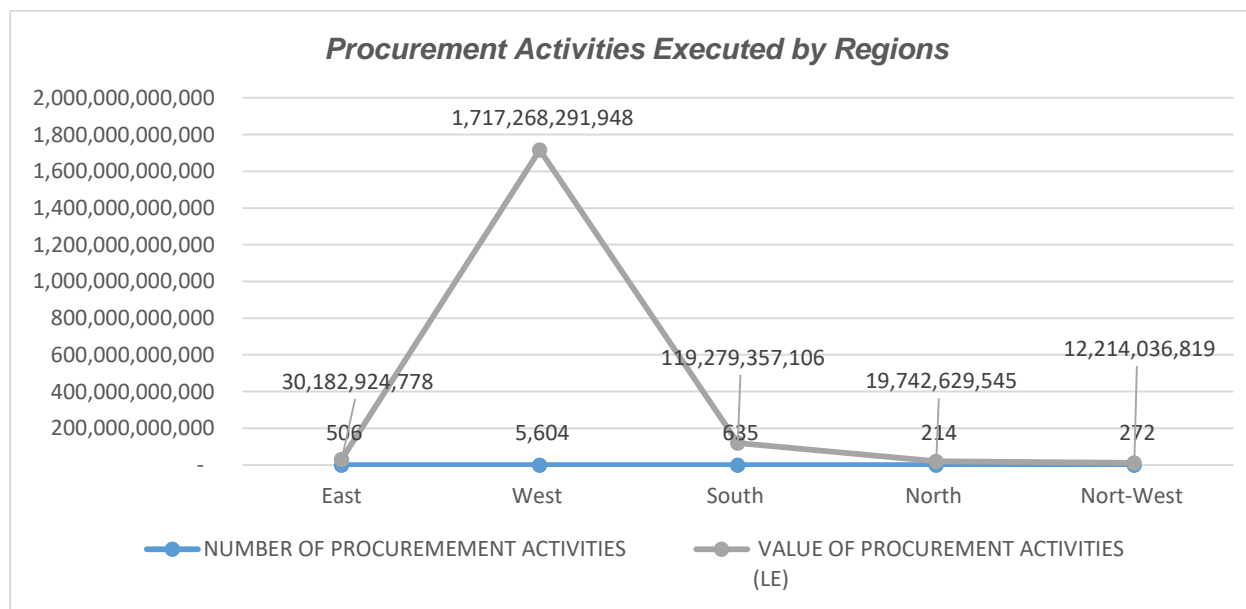 Procurement Activities Executed by Regions
2,000,000,000,000
1,800,000,000,000
1,600,000,000,000
1,400,000,000,000
1,200,000,000,000
1,000,000,000,000
800,000,000,000
600,000,000,000
400,000,000,000
200,000,000,000
-
1,717,268,291,948
30,182,924,778
119,279,357,106
19,742,629,545
12,214,036,819
506
5,604
635
214
272
East
West
South
North
Nort-West
NUMBER OF PROCUREMEMENT ACTIVITIES
VALUE OF PROCUREMENT ACTIVITIES
(LE)